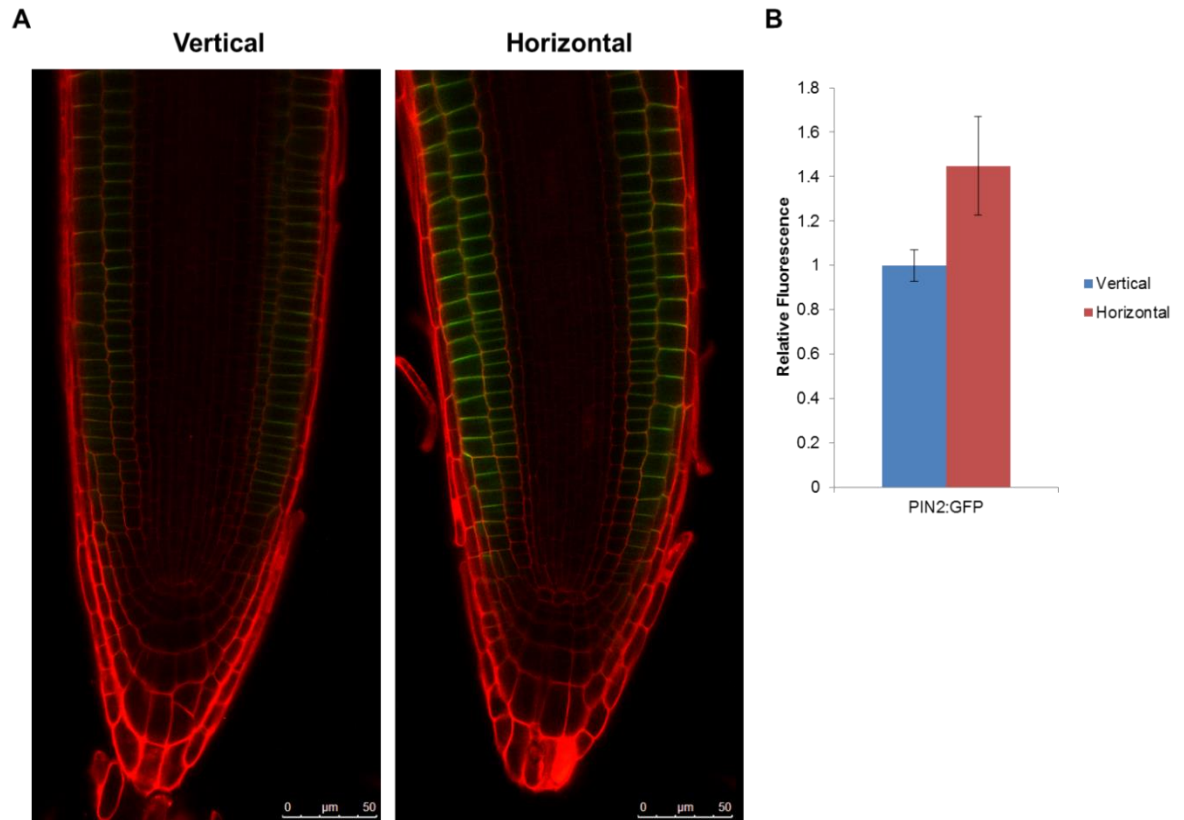 A
Vertical
Horizontal
0 µm 50
0 µm 50
B
1.8
1.6
1.4
1.2
1
0.8
0.6
0.4
0.2
0
Relative Fluorescence
PIN2:GFP
Vertical
Horizontal